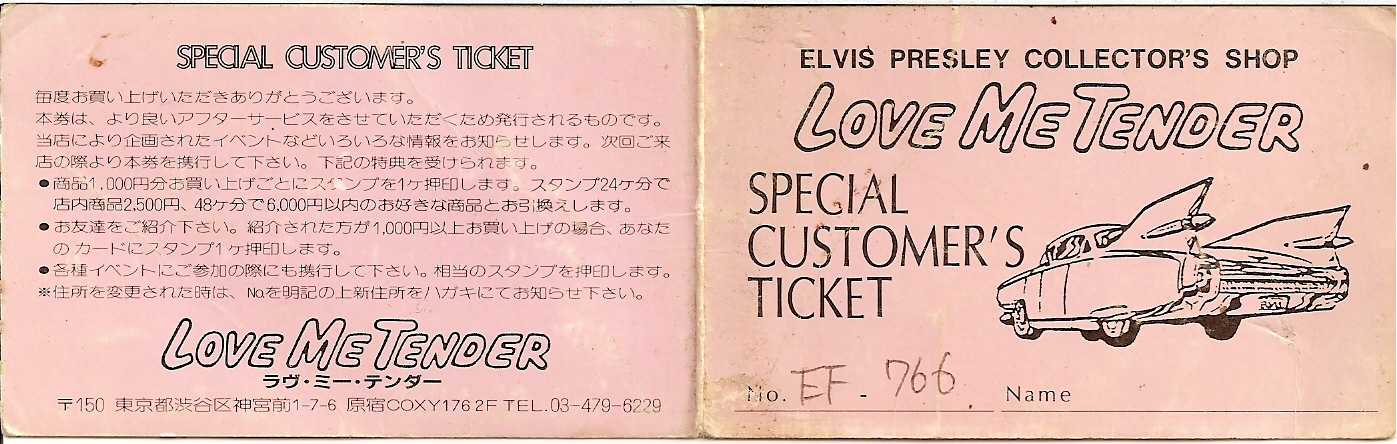 SPECIAL CUSTOMER'S TICKET
毎度お買い上げいただきありがとうございます。
本券は、より良いアフターサービスをさせていただくため発行されるものです。
当店により企画されたイベントなどいろいろな情報をお知らせします。次回ご来
店の際より本券を携行して下さい。下記の特典を受けられます。
●商品1,000円分お買い上げごとにスタンプを1ケ押印します。スタンプ24ケ分で
店内商品2,500円、48ケ分で6,000円以内のお好きな商品とお引換えします。
●お友達をご紹介下さい。紹介された方が1,000円以上お買い上げの場合、あなた
のカードにスタンプ1ケ押印します。
●各種イベントにご参加の際にも携行して下さい。相当のスタンプを押印します。
※住所を変更された時は、No.を明記の上新住所をハガキにてお知らせ下さい。
LOVE ME TENDER
ラヴ・ミー・テンダー
〒150 東京都渋谷区神宮前1-7-6 原宿COXY176 2F TEL.03-479-6229
ELVIS PRESLEY COLLECTOR'S SHOP
LOVE ME TENDER
SPECIAL
CUSTOMER'S
TICKET
No. EF - 766 Name